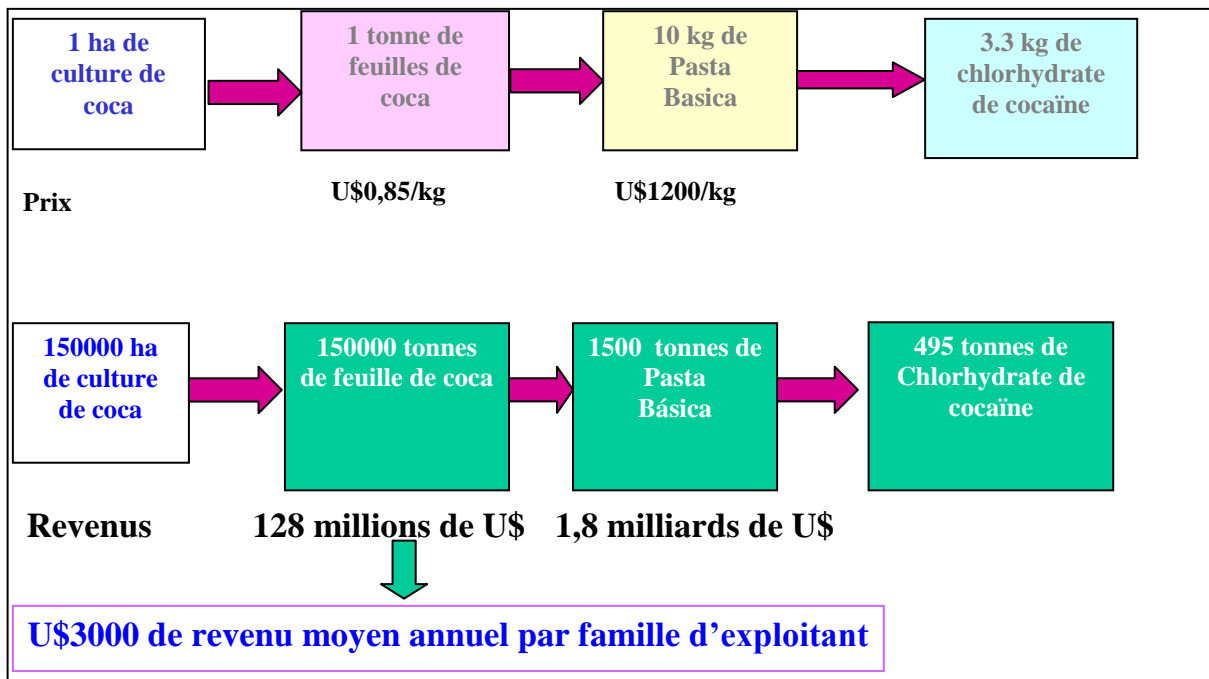 1 ha de
culture de
coca
1 tonne de
feuilles de
coca
10 kg de
Pasta
Basica
3.3 kg de
chlorhydrate
de cocaïne
Prix
U$0,85/kg
U$1200/kg
150000 ha
de culture
de coca
150000 tonnes
de feuille de coca
1500 tonnes de
Pasta
Básica
495 tonnes de
Chlorhydrate de
cocaïne
Revenus
128 millions de U$
1,8 milliards de U$
U$3000 de revenu moyen annuel par famille d'exploitant